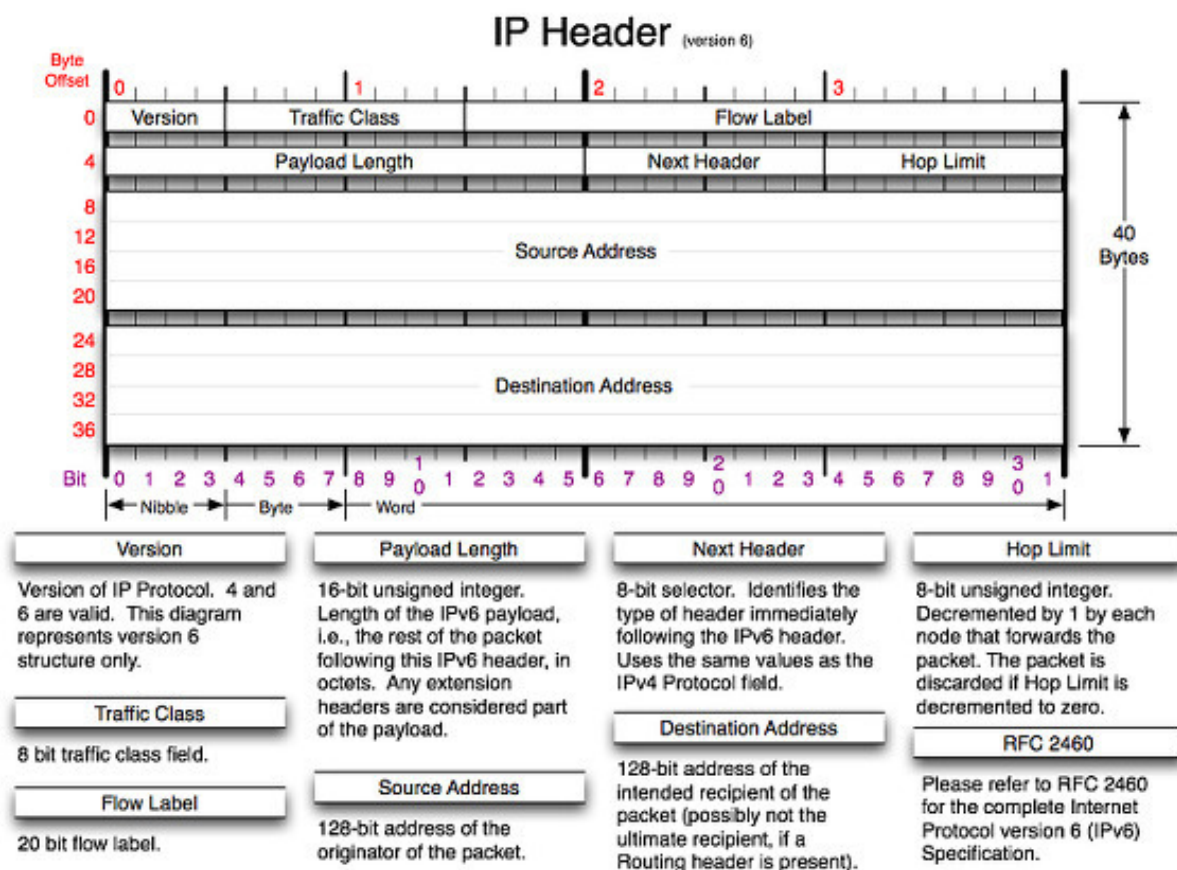 IP Header (version 6)
Byte
Offset
0 1 2 3
0 Version Traffic Class Flow Label
4 Payload Length Next Header Hop Limit
8
12
16
20
Source Address
24
28
32
36
Destination Address
40
Bytes
Bit 0 1 2 3 4 5 6 7 8 9 10 1 2 3 4 5 6 7 8 9 20 1 2 3 4 5 6 7 8 9 30 1
Nibble Byte Word
Version
Version of IP Protocol. 4 and
6 are valid. This diagram
represents version 6
structure only.
Traffic Class
8 bit traffic class field.
Flow Label
20 bit flow label.
Payload Length
16-bit unsigned integer.
Length of the IPv6 payload,
i.e., the rest of the packet
following this IPv6 header, in
octets. Any extension
headers are considered part
of the payload.
Source Address
128-bit address of the
originator of the packet.
Next Header
8-bit selector. Identifies the
type of header immediately
following the IPv6 header.
Uses the same values as the
IPv4 Protocol field.
Destination Address
128-bit address of the
intended recipient of the
packet (possibly not the
ultimate recipient, if a
Routing header is present).
Hop Limit
8-bit unsigned integer.
Decremented by 1 by each
node that forwards the
packet. The packet is
discarded if Hop Limit is
decremented to zero.
RFC 2460
Please refer to RFC 2460
for the complete Internet
Protocol version 6 (IPv6)
Specification.